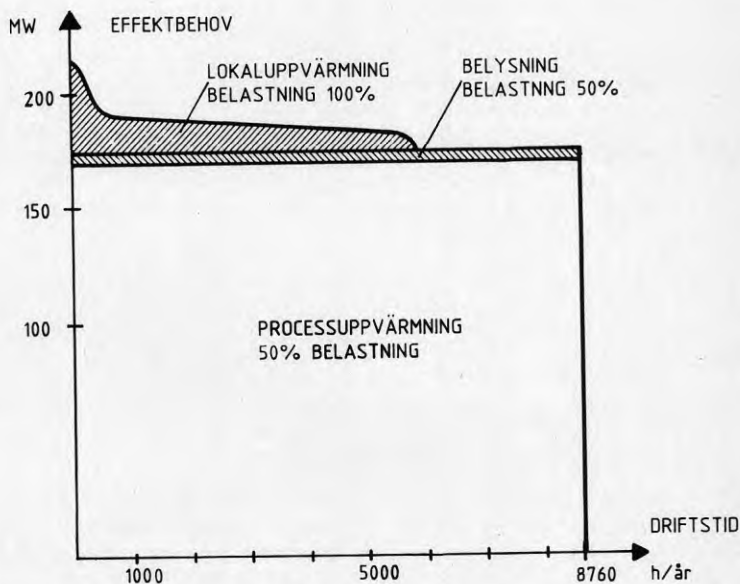 MW
EFFEKTBEHOV
LOKALUPPVÄRMNING
BELASTNING 100%
BELYSNING
BELASTNNG 50%
200
150
100
PROCESSUPPVÄRMNING
50% BELASTNING
DRIFTSTID
1000
5000
8760
h/år